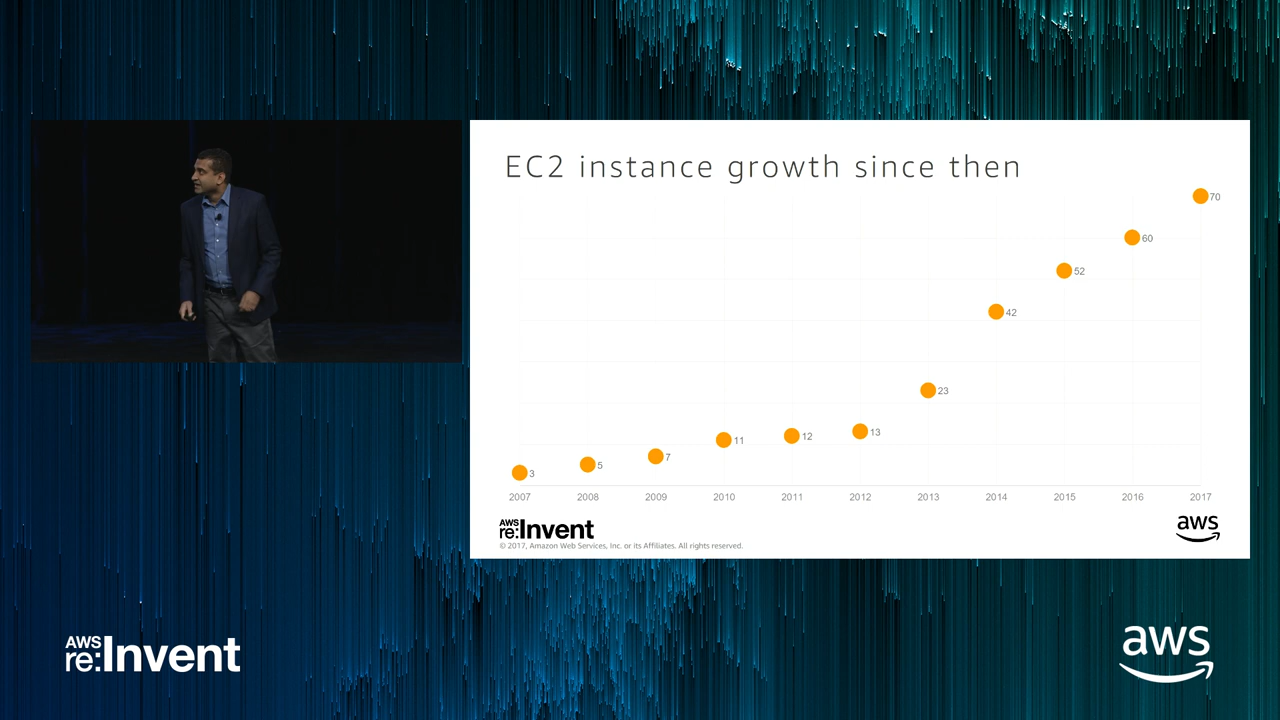 EC2 instance growth since then
70
60
52
42
23
13
12
11
7
5
3
2007 2008 2009 2010 2011 2012 2013 2014 2015 2016 2017
AWS
re:Invent
aws
© 2017, Amazon Web Services, Inc. or its Affiliates. All rights reserved.
AWS
re:Invent
aws